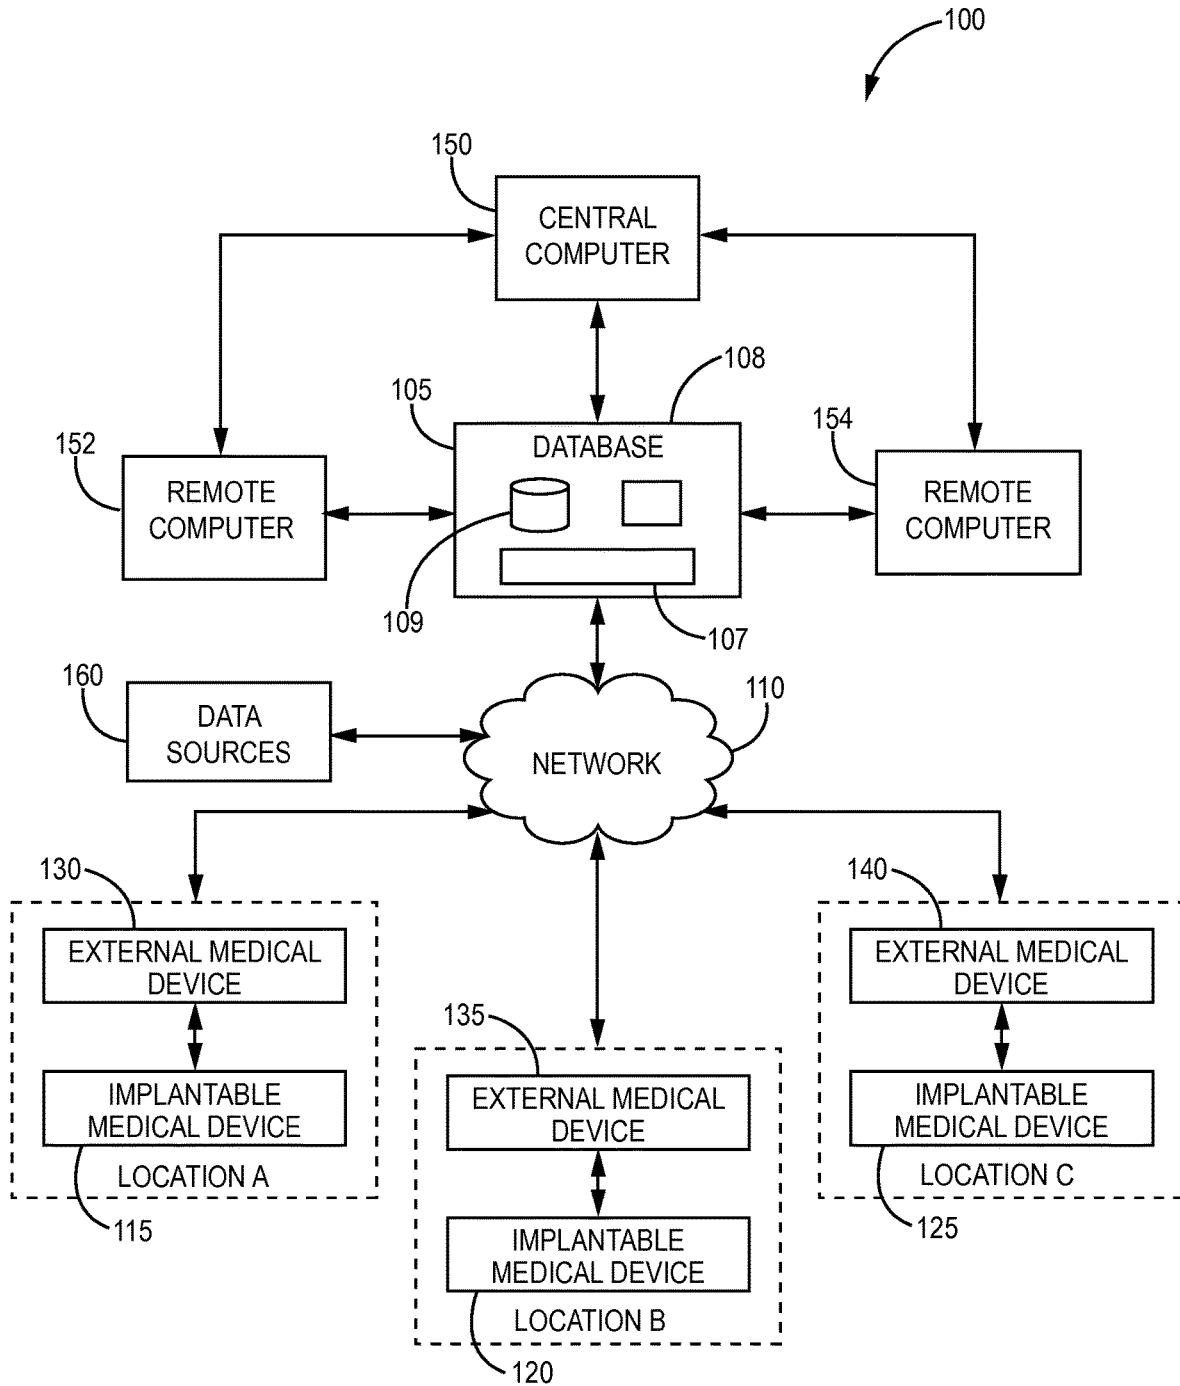 100
150
CENTRAL
COMPUTER
108
105
154
152
DATABASE
REMOTE
COMPUTER
REMOTE
COMPUTER
109
107
160
110
DATA
SOURCES
NETWORK
130
140
EXTERNAL MEDICAL
DEVICE
EXTERNAL MEDICAL
DEVICE
135
IMPLANTABLE
MEDICAL DEVICE
EXTERNAL MEDICAL
DEVICE
IMPLANTABLE
MEDICAL DEVICE
LOCATION A
LOCATION C
115
125
IMPLANTABLE
MEDICAL DEVICE
LOCATION B
120